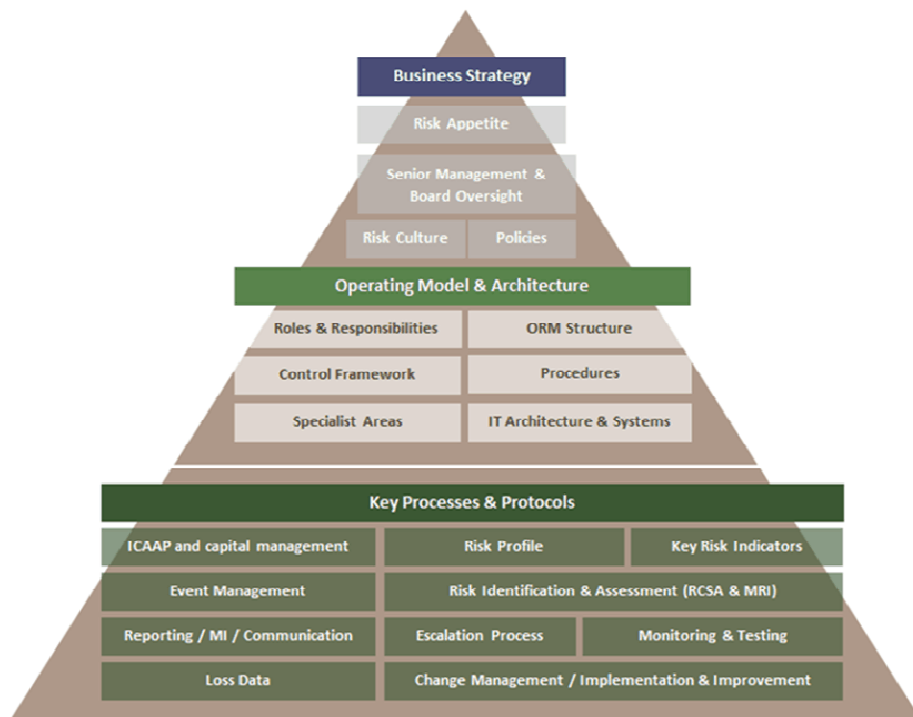 Business Strategy
Risk Appetite
Senior Management &
Board Oversight
Risk Culture
Policies
Operating Model & Architecture
Roles & Responsibilities
ORM Structure
Control Framework
Procedures
Specialist Areas
IT Architecture & Systems
Key Processes & Protocols
ICAAP and capital management
Risk Profile
Key Risk Indicators
Event Management
Risk Identification & Assessment (RCSA & MRI)
Reporting / MI / Communication
Escalation Process
Monitoring & Testing
Loss Data
Change Management / Implementation & Improvement